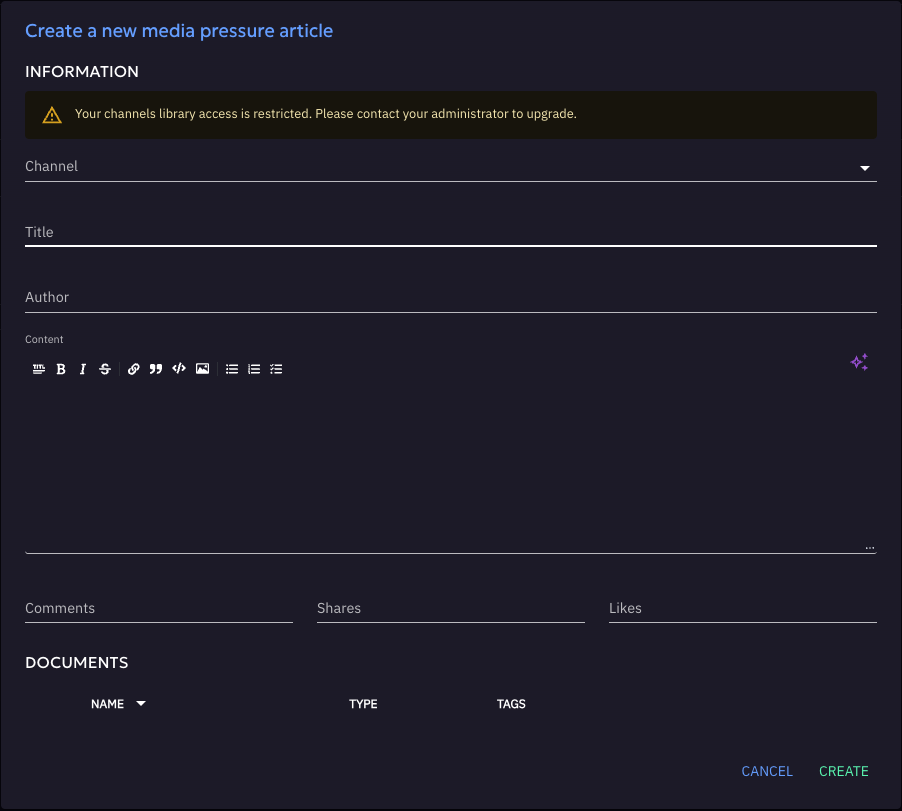 Create a new media pressure article
INFORMATION
Your channels library access is restricted. Please contact your administrator to upgrade.
Channel
Title
Author
Content
...
Comments Shares Likes
DOCUMENTS
NAME TYPE TAGS
CANCEL CREATE